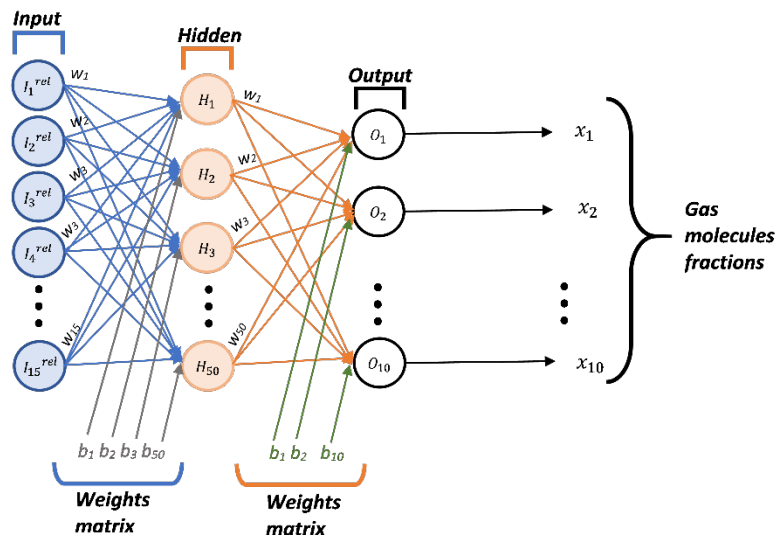 Input
Hidden
Output
I₁ʳᵉˡ
I₂ʳᵉˡ
I₃ʳᵉˡ
I₄ʳᵉˡ
I₁₅ʳᵉˡ
w₁
w₂
w₃
w₃
w₁₅
H₁
H₂
H₃
H₅₀
w₁
w₂
w₃
w₅₀
O₁
O₂
O₁₀
x₁
x₂
x₁₀
Gas
molecules
fractions
b₁ b₂ b₃ b₅₀
b₁ b₂ b₁₀
Weights
matrix
Weights
matrix